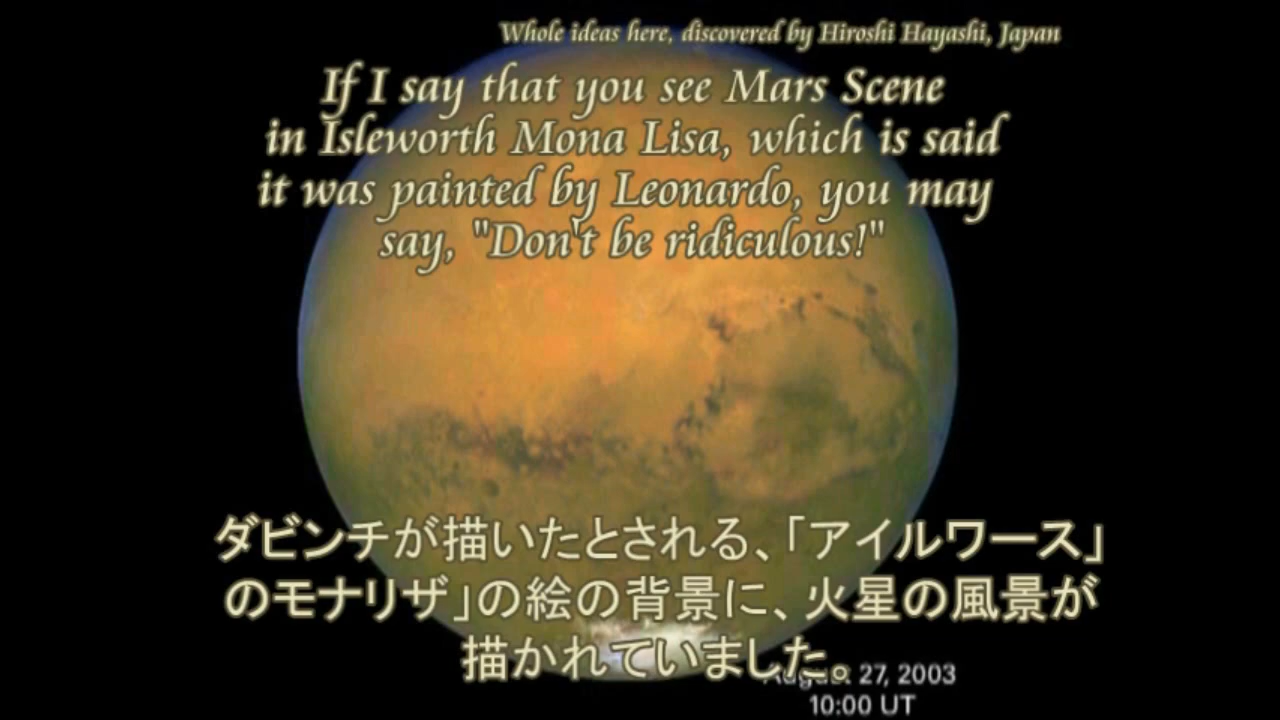 Whole ideas here, discovered by Hiroshi Hayashi, Japan
If I say that you see Mars Scene
in Isleworth Mona Lisa, which is said
it was painted by Leonardo, you may
say, "Don't be ridiculous!"
ダビンチが描いたとされる、「アイルワース」
のモナリザ」の絵の背景に、火星の風景が
描かれていました。
August 27, 2003
10:00 UT